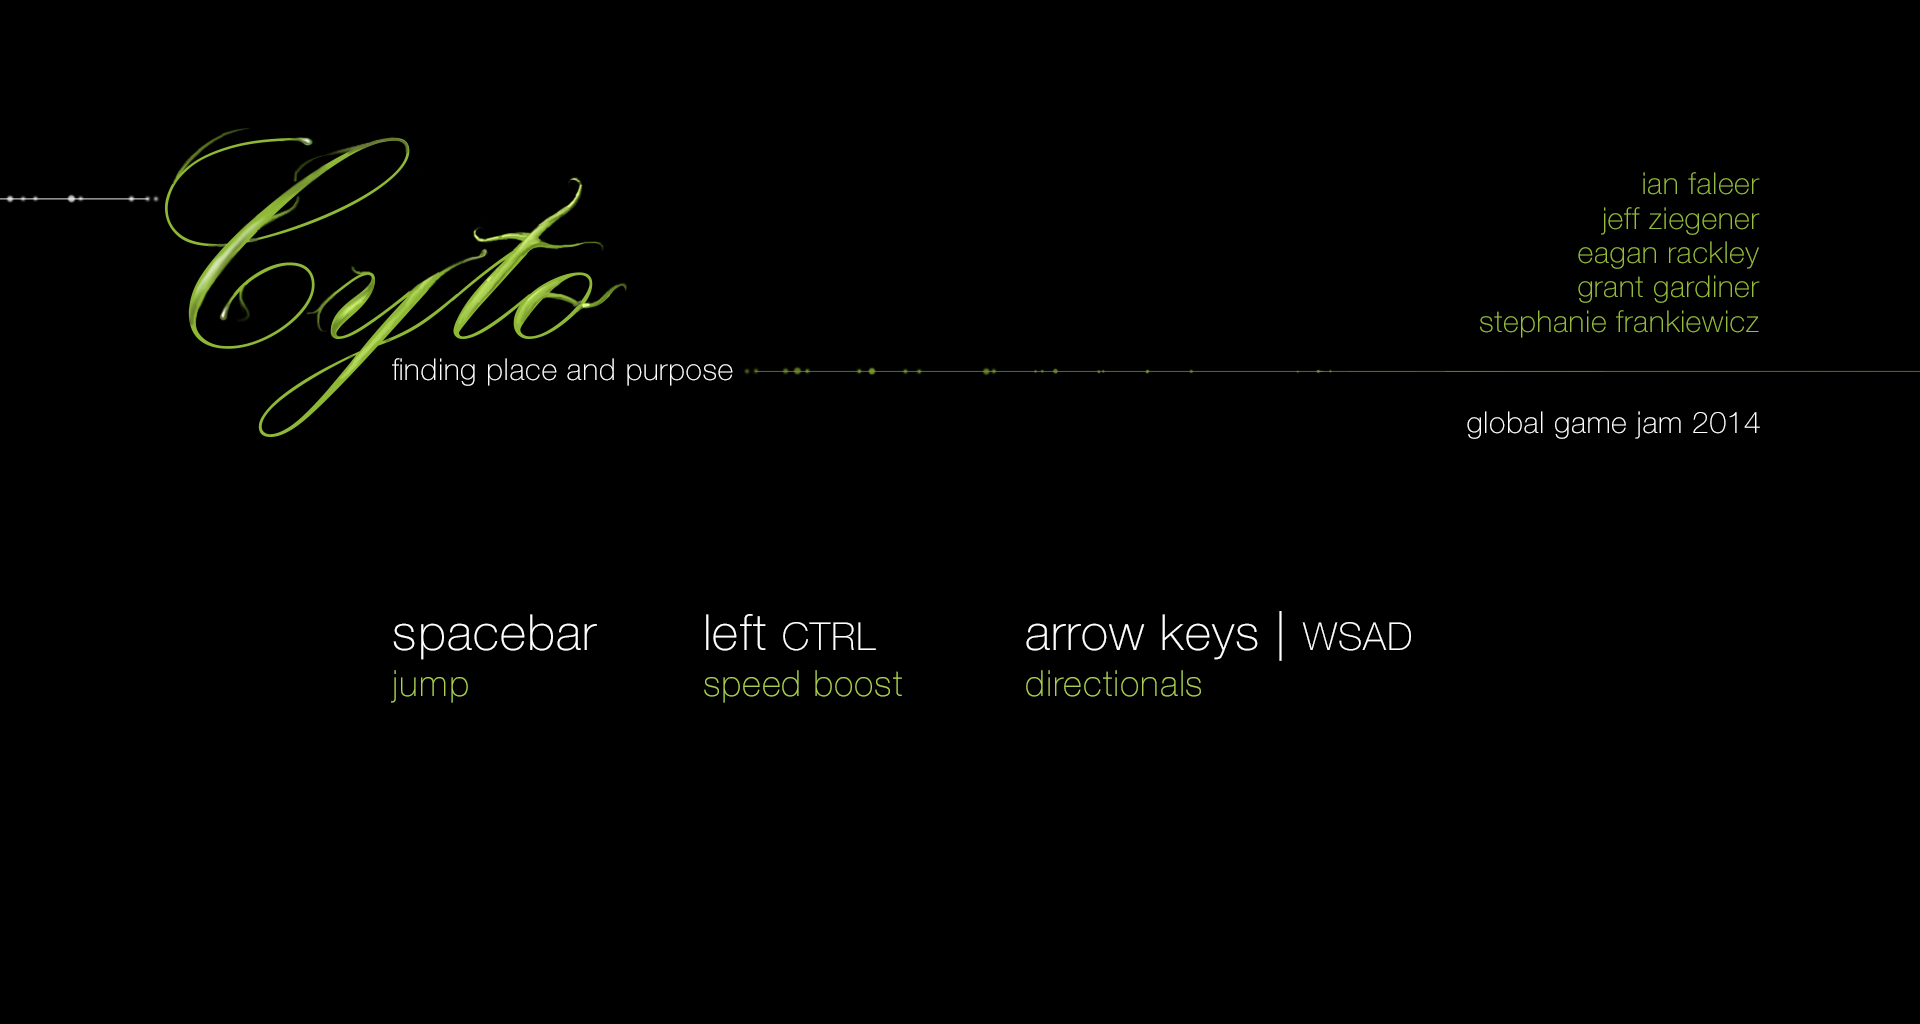 Cyto
finding place and purpose
ian faleer
jeff ziegener
eagan rackley
grant gardiner
stephanie frankiewicz
global game jam 2014
spacebar
jump
left CTRL
speed boost
arrow keys | WSAD
directionals